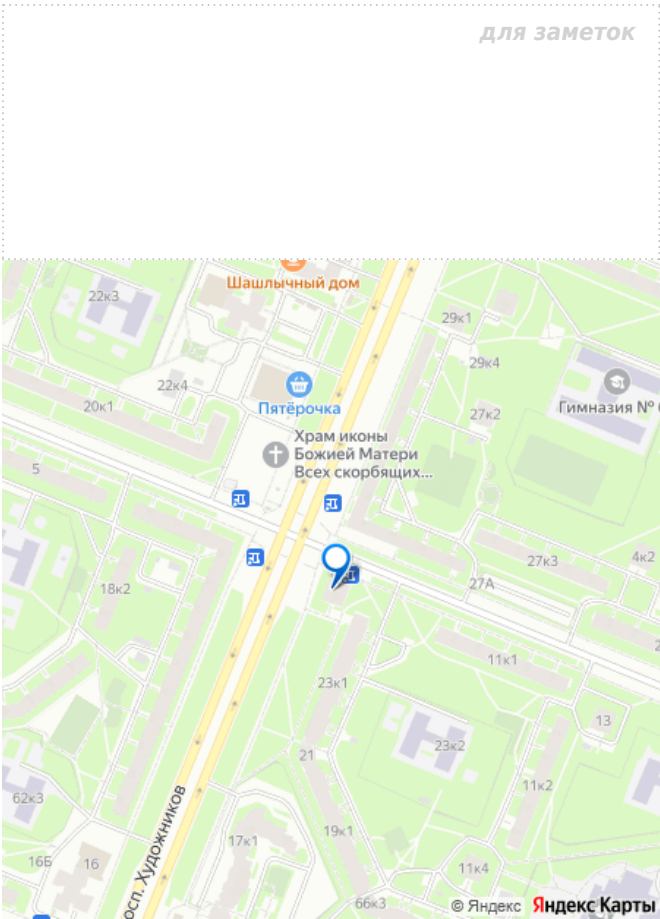 для заметок
Шашлычный дом
22к3
29к1
29к4
22к4
Гимназия №
20к1
Пятёрочка
27к2
Храм иконы
Божией Матери
Всех скорбящих...
5
27к3
4к2
18к2
27А
11к1
23к1
13
23к2
21
11к2
62к3
19к1
17к1
16Б
16
11к4
66к3
осп. Художников
© Яндекс
Яндекс Карты